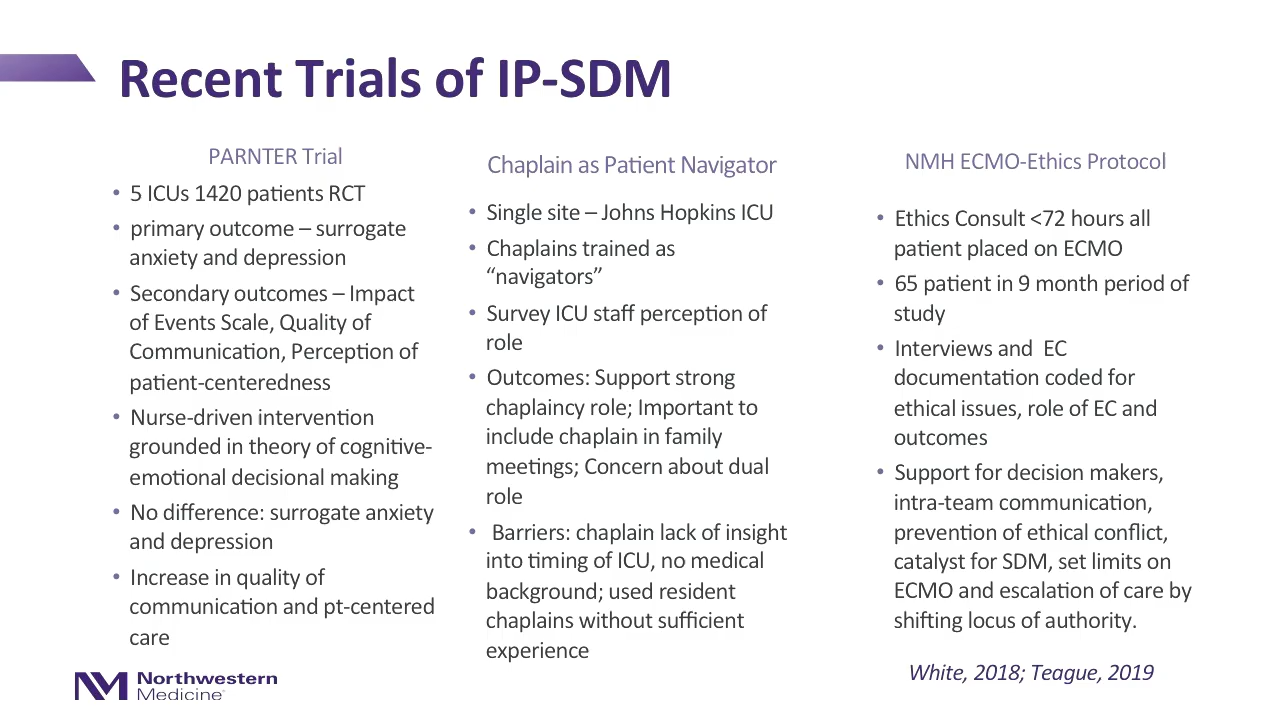 Recent Trials of IP-SDM
PARNTER Trial
• 5 ICUs 1420 patients RCT
• primary outcome – surrogate
anxiety and depression
• Secondary outcomes – Impact
of Events Scale, Quality of
Communication, Perception of
patient-centeredness
• Nurse-driven intervention
grounded in theory of cognitive-
emotional decisional making
• No difference: surrogate anxiety
and depression
• Increase in quality of
communication and pt-centered
care
Chaplain as Patient Navigator
• Single site – Johns Hopkins ICU
• Chaplains trained as
“navigators”
• Survey ICU staff perception of
role
• Outcomes: Support strong
chaplaincy role; Important to
include chaplain in family
meetings; Concern about dual
role
• Barriers: chaplain lack of insight
into timing of ICU, no medical
background; used resident
chaplains without sufficient
experience
NMH ECMO-Ethics Protocol
• Ethics Consult <72 hours all
patient placed on ECMO
• 65 patient in 9 month period of
study
• Interviews and EC
documentation coded for
ethical issues, role of EC and
outcomes
• Support for decision makers,
intra-team communication,
prevention of ethical conflict,
catalyst for SDM, set limits on
ECMO and escalation of care by
shifting locus of authority.
White, 2018; Teague, 2019
Northwestern
Medicine